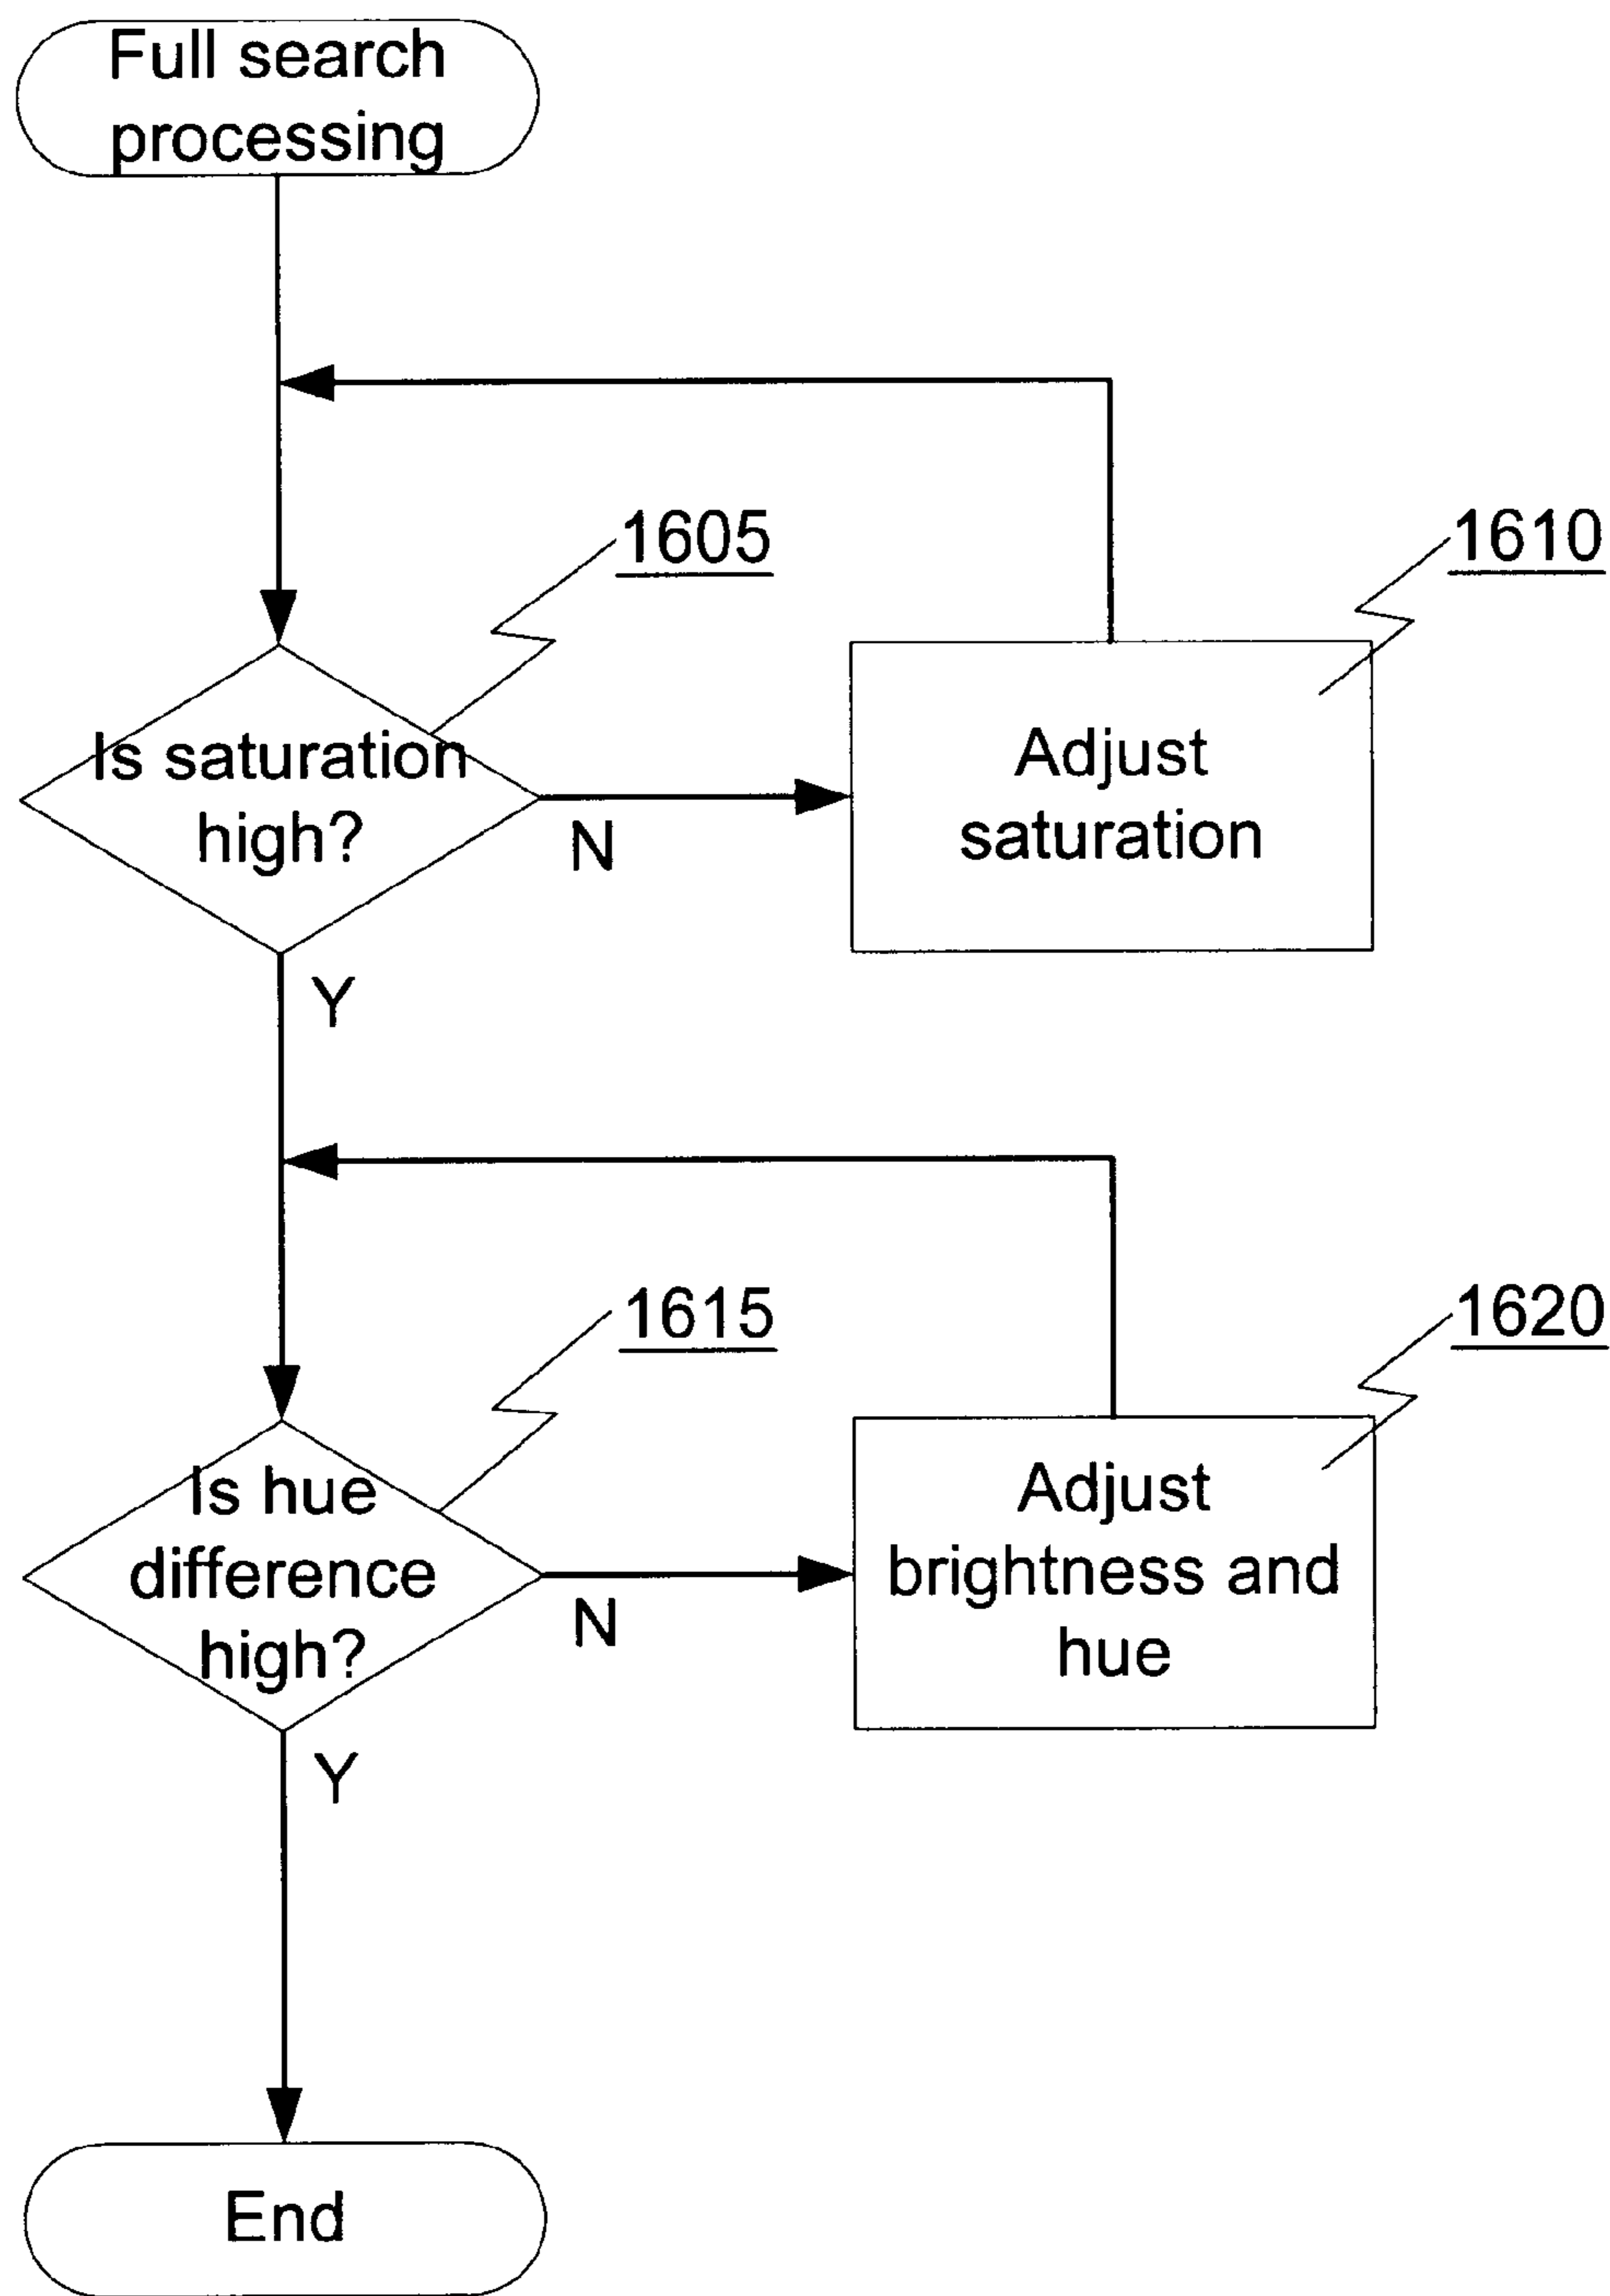 Full search
processing
1605
1610
Is saturation
high?
N
Adjust
saturation
Y
1615
1620
Is hue
difference
high?
N
Adjust
brightness and
hue
Y
End